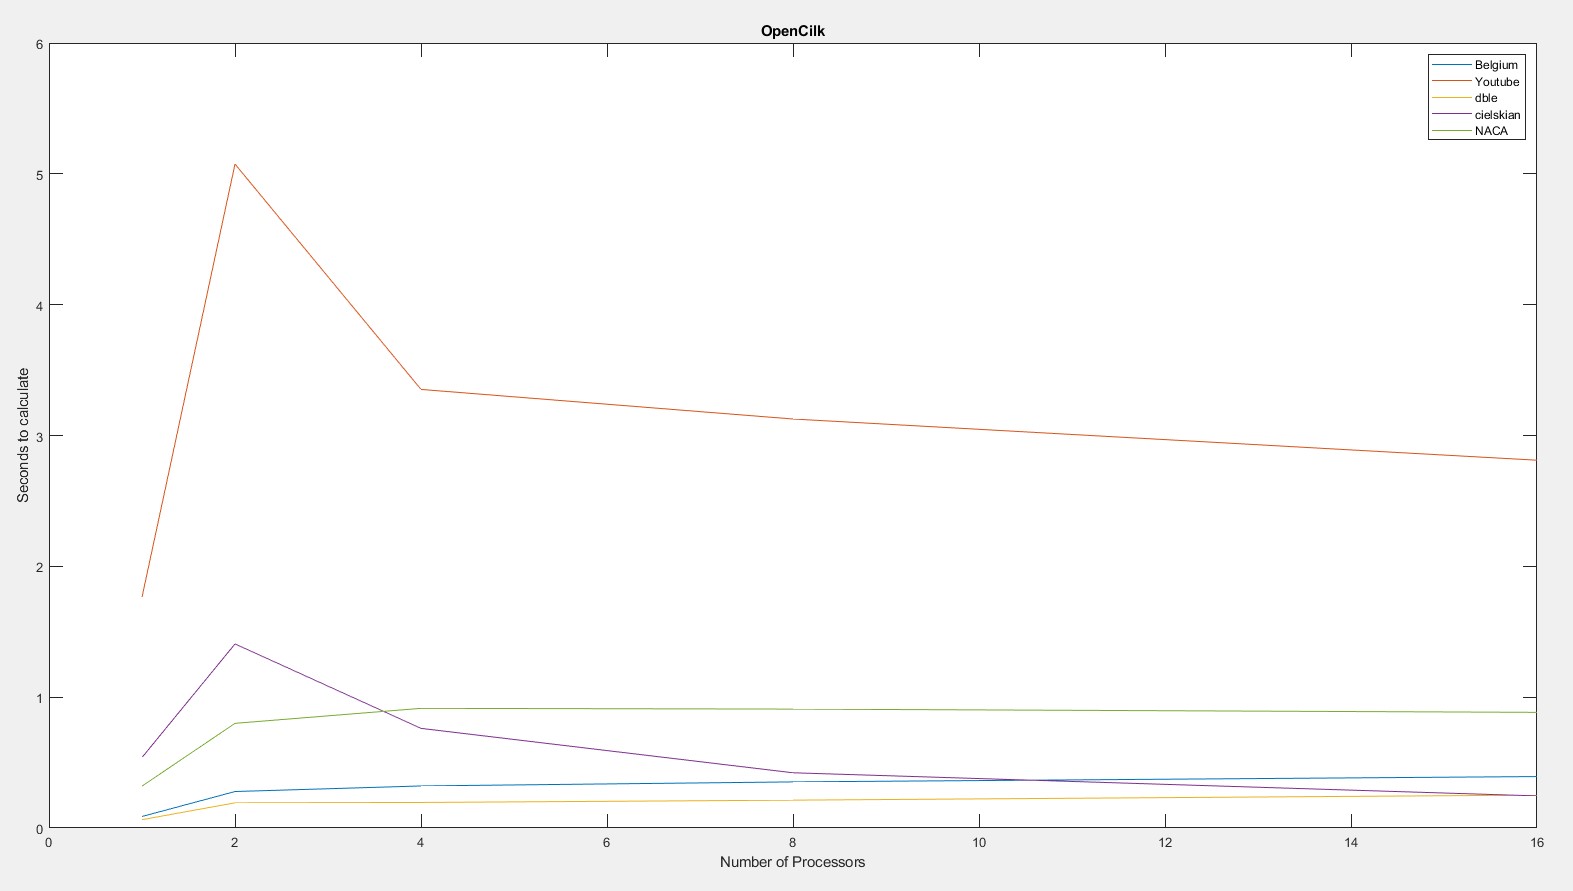 OpenCilk
6
5
4
3
2
1
0
Seconds to calculate
Belgium
Youtube
dble
cielskian
NACA
0 2 4 6 8 10 12 14 16
Number of Processors